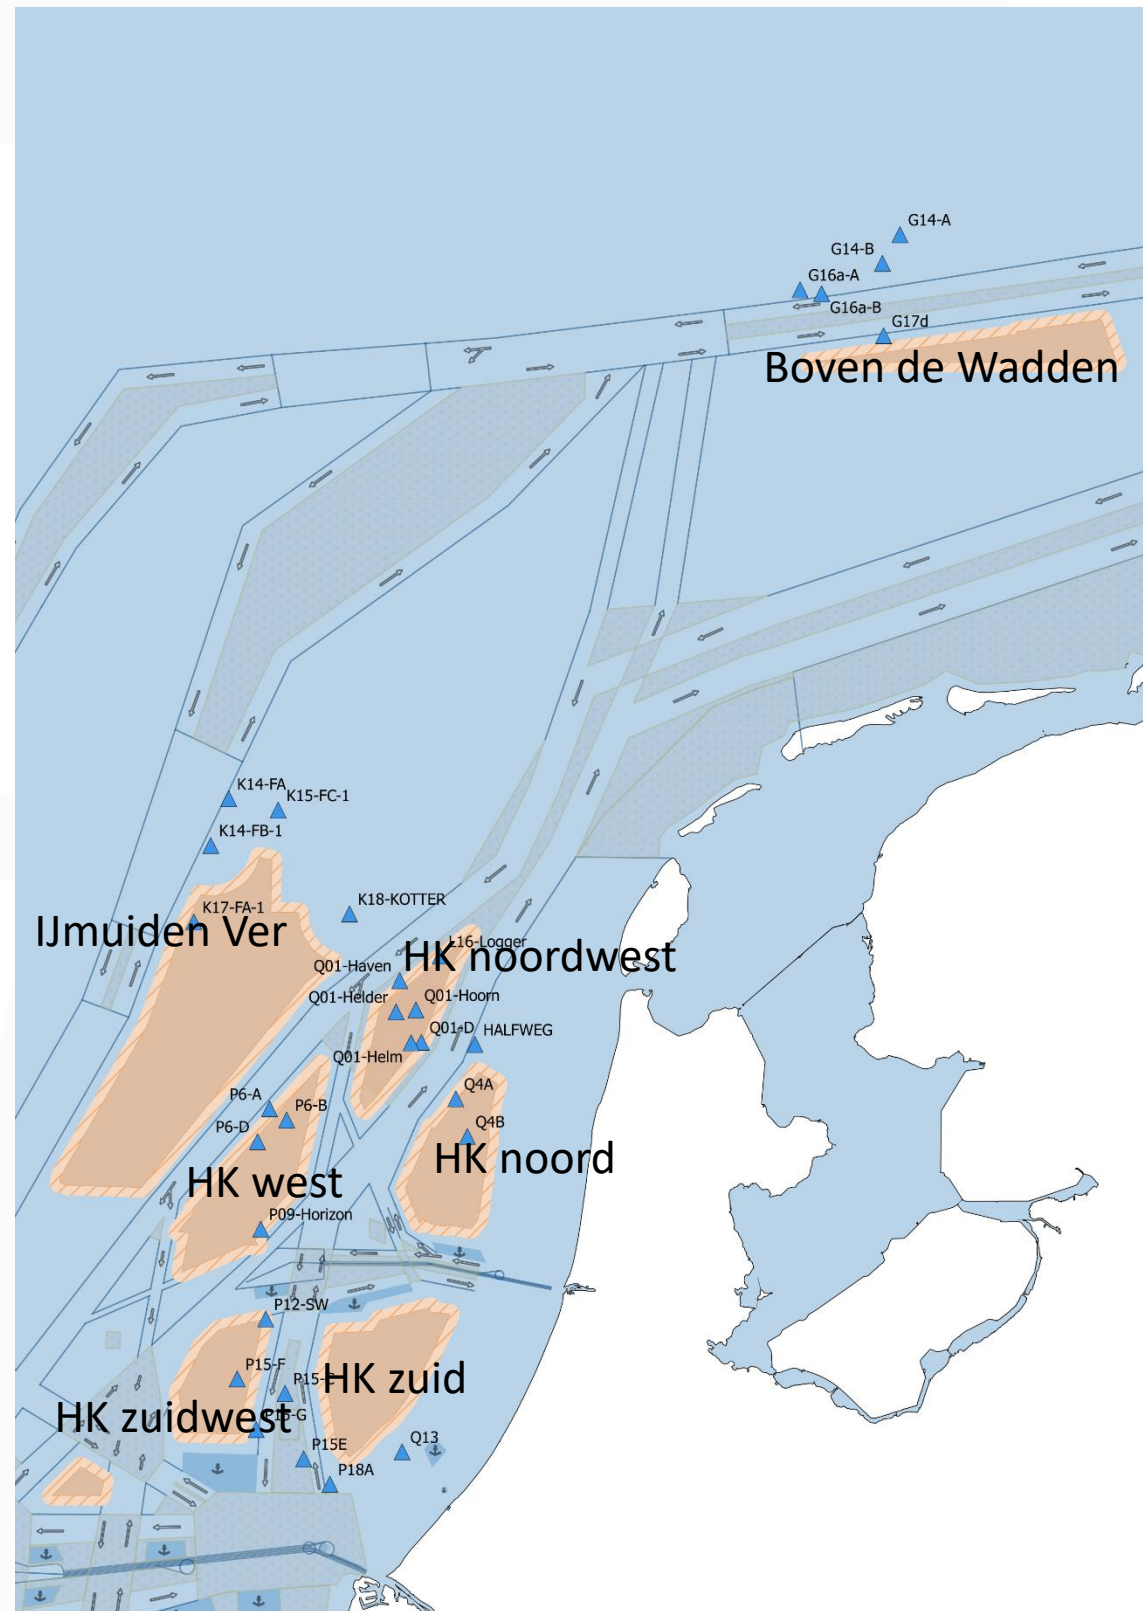 G14-A
G14-B
G16a-A
G16a-B
G17d
Boven de Wadden
K14-FA
K15-FC-1
K14-FB-1
K17-FA-1
K18-KOTTER
IJmuiden Ver
L16-Logger
HK noordwest
Q01-Haven
Q01-Helder
Q01-Hoorn
Q01-D
HALFWEG
Q01-Helm
P6-A
P6-B
Q4A
P6-D
Q4B
HK noord
HK west
P09-Horizon
P12-SW
P15-F
HK zuid
HK zuidwest
P15E
Q13
P18A